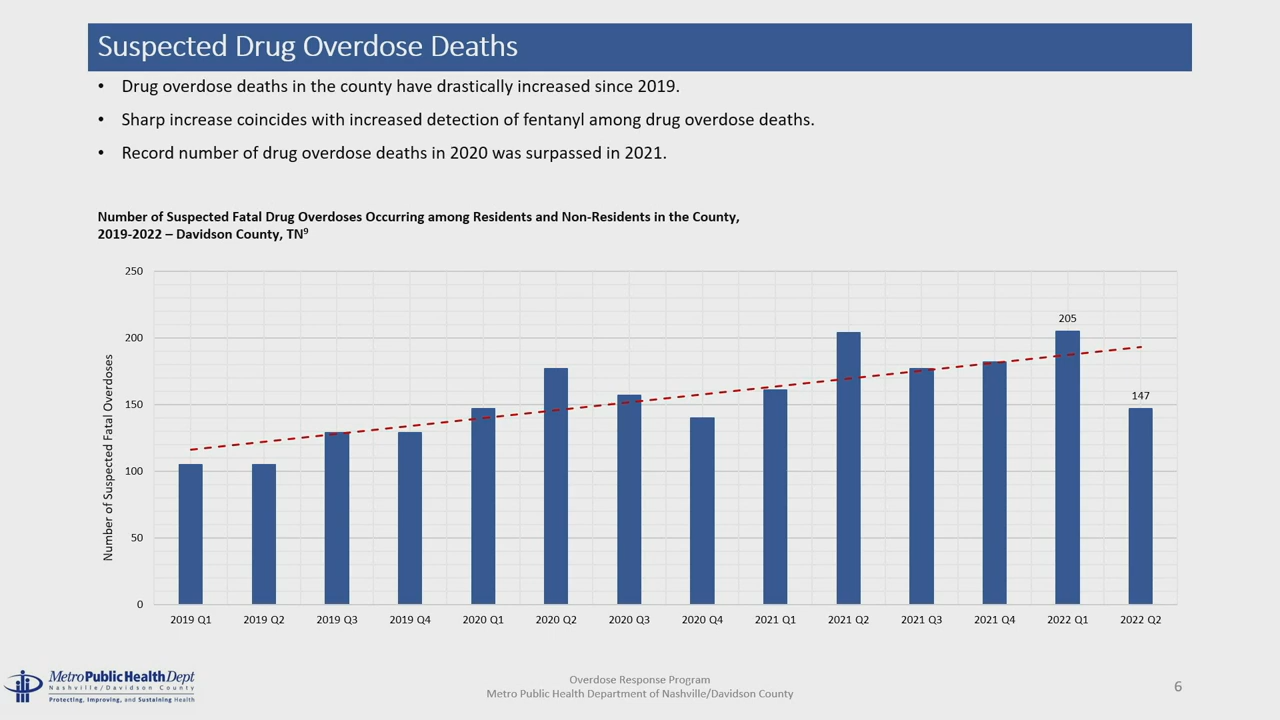 Suspected Drug Overdose Deaths
• Drug overdose deaths in the county have drastically increased since 2019.
• Sharp increase coincides with increased detection of fentanyl among drug overdose deaths.
• Record number of drug overdose deaths in 2020 was surpassed in 2021.
Number of Suspected Fatal Drug Overdoses Occurring among Residents and Non-Residents in the County,
2019-2022 – Davidson County, TN⁹
Number of Suspected Fatal Overdoses
250
200
150
100
50
0
205
147
2019 Q1 2019 Q2 2019 Q3 2019 Q4 2020 Q1 2020 Q2 2020 Q3 2020 Q4 2021 Q1 2021 Q2 2021 Q3 2021 Q4 2022 Q1 2022 Q2
Metro Public Health Dept
Nashville/Davidson County
Protecting, Improving, and Sustaining Health
Overdose Response Program
Metro Public Health Department of Nashville/Davidson County
6